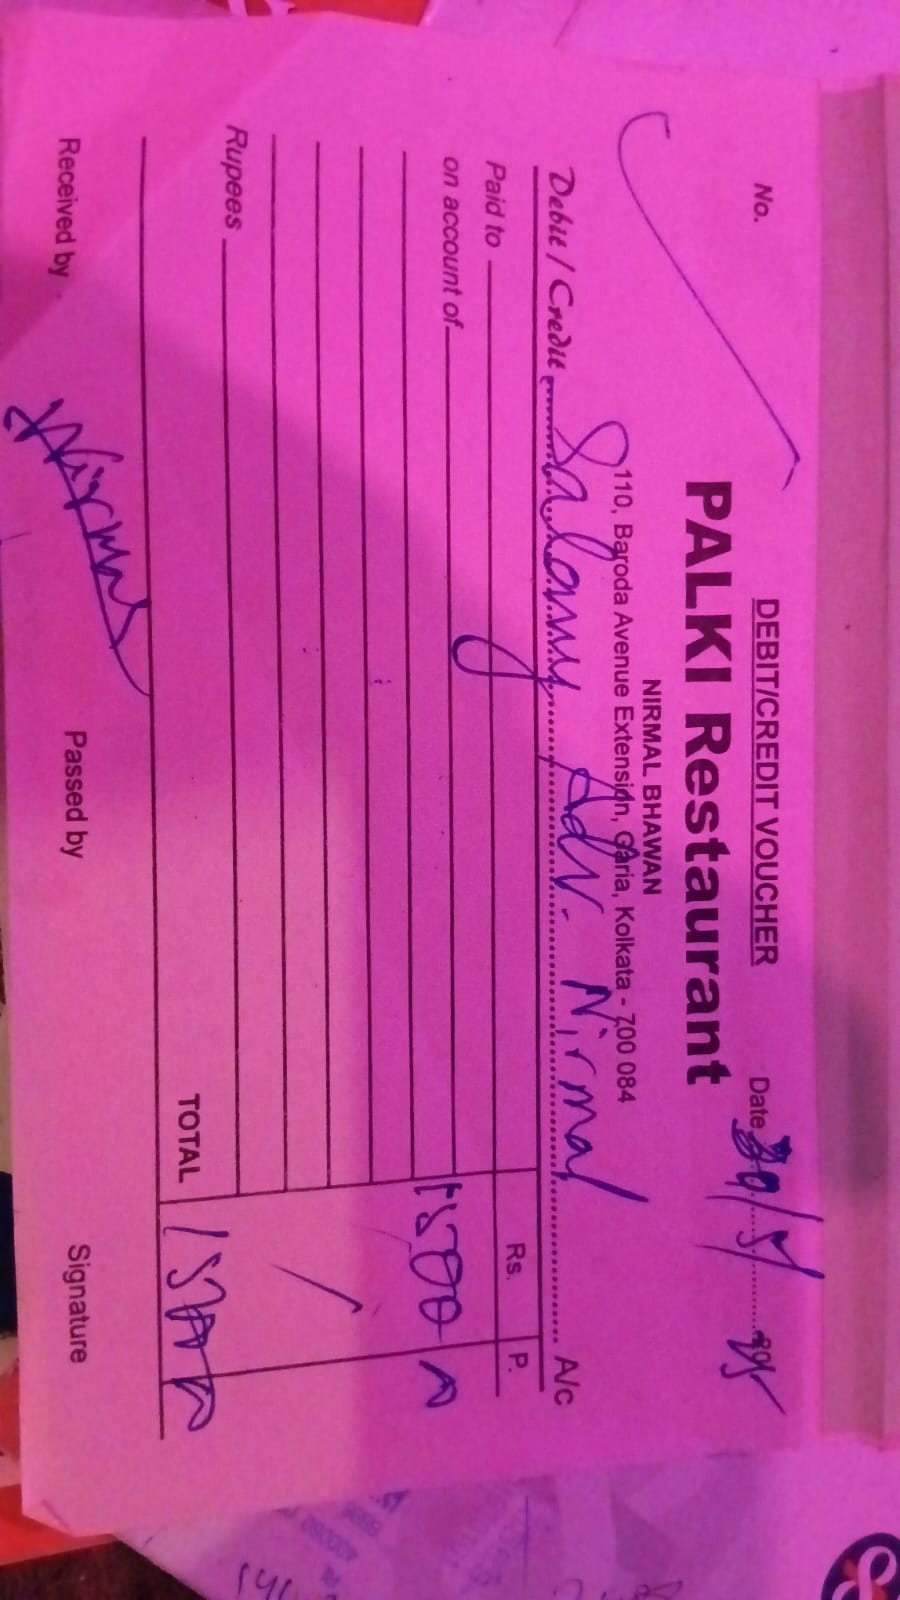 DEBIT/CREDIT VOUCHER
No. Date 30/5/ 2025
PALKI Restaurant
NIRMAL BHAWAN
110, Baroda Avenue Extension, Garia, Kolkata - 700 084
Debit / Credit Salary Adv. Nirmal A/c
Paid to Rs. P.
on account of
1500
Rupees
TOTAL 1500
Nirmal
Received by Passed by Signature